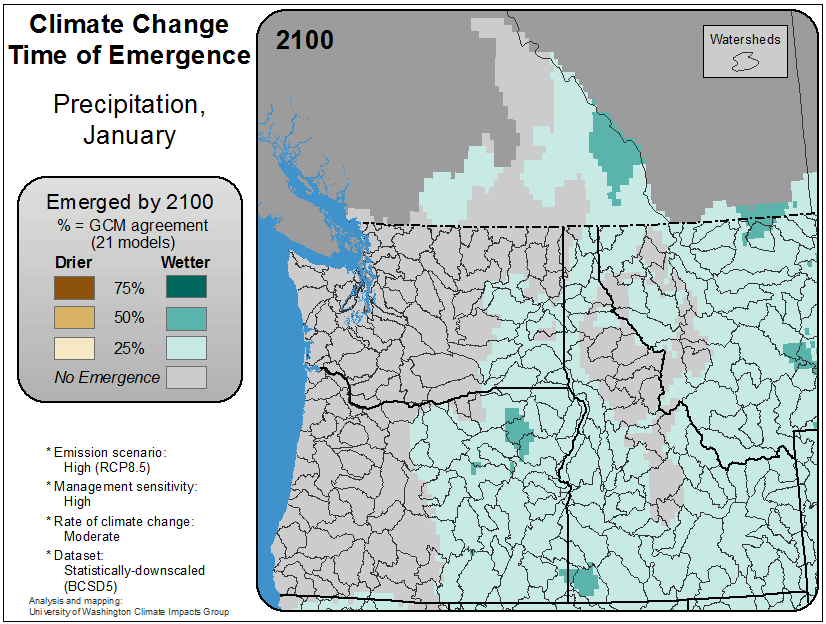 Climate Change
Time of Emergence
Precipitation,
January
Emerged by 2100
% = GCM agreement
(21 models)
Drier Wetter
75%
50%
25%
No Emergence
* Emission scenario:
High (RCP8.5)
* Management sensitivity:
High
* Rate of climate change:
Moderate
* Dataset:
Statistically-downscaled
(BCSD5)
Analysis and mapping:
University of Washington Climate Impacts Group
2100
Watersheds